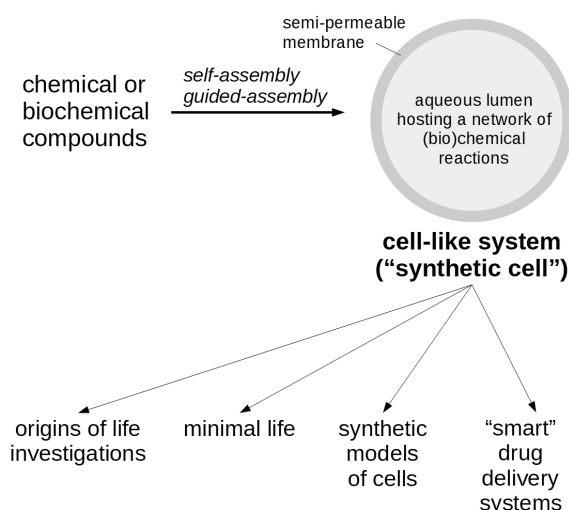 semi-permeable
membrane
chemical or
biochemical
compounds
self-assembly
guided-assembly
aqueous lumen
hosting a network of
(bio)chemical
reactions
cell-like system
(“synthetic cell”)
origins of life
investigations
minimal life
synthetic
models
of cells
“smart”
drug
delivery
systems